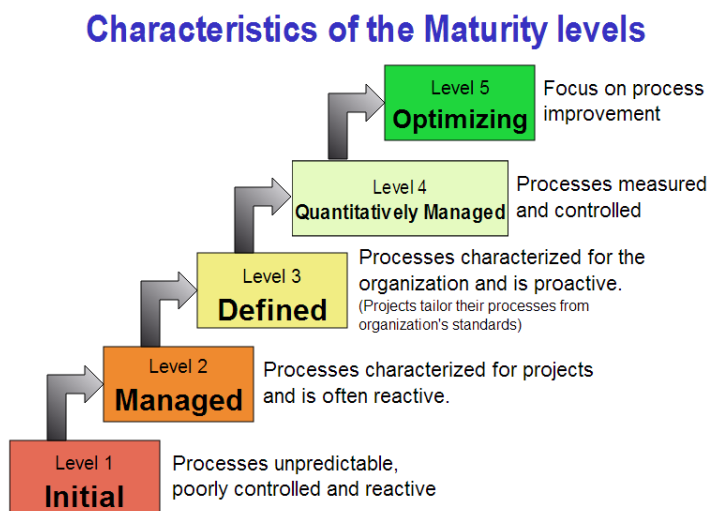 Characteristics of the Maturity levels
Level 5
Optimizing
Focus on process
improvement
Level 4
Quantitatively Managed
Processes measured
and controlled
Level 3
Defined
Processes characterized for the
organization and is proactive.
(Projects tailor their processes from
organization's standards)
Level 2
Managed
Processes characterized for projects
and is often reactive.
Level 1
Initial
Processes unpredictable,
poorly controlled and reactive